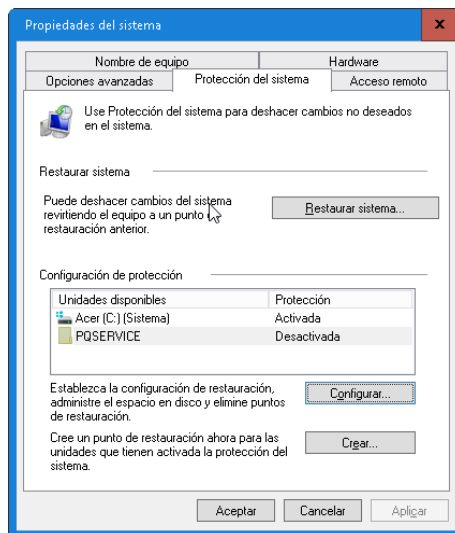 Propiedades del sistema
x
Nombre de equipo
Hardware
Opciones avanzadas
Protección del sistema
Acceso remoto
Use Protección del sistema para deshacer cambios no deseados
en el sistema.
Restaurar sistema
Puede deshacer cambios del sistema
revirtiendo el equipo a un punto
restauración anterior.
Restaurar sistema...
Configuración de protección
Unidades disponibles
Protección
Acer (C:) (Sistema)
Activada
PQSERVICE
Desactivada
Establezca la configuración de restauración,
administre el espacio en disco y elimine puntos
de restauración.
Configurar...
Cree un punto de restauración ahora para las
unidades que tienen activada la protección del
sistema.
Crear...
Aceptar
Cancelar
Aplicar